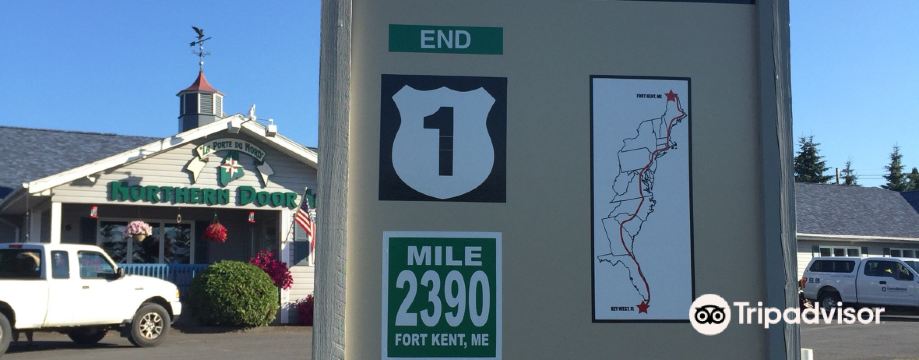 END
1
MILE
2390
FORT KENT, ME
FORT KENT, ME
KEY WEST, FL
La Porte du Nord
NORTHERN DOOR
Tripadvisor